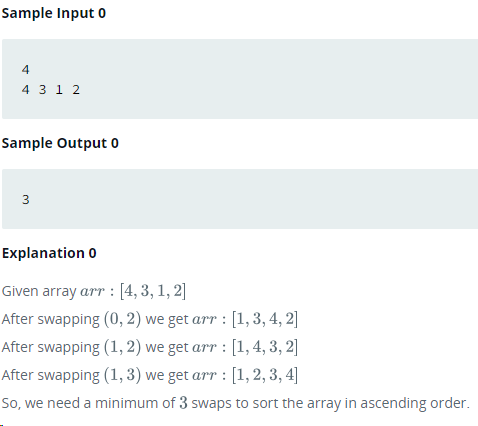 Sample Input 0
4
4 3 1 2
Sample Output 0
3
Explanation 0
Given array arr : [4, 3, 1, 2]
After swapping (0, 2) we get arr : [1, 3, 4, 2]
After swapping (1, 2) we get arr : [1, 4, 3, 2]
After swapping (1, 3) we get arr : [1, 2, 3, 4]
So, we need a minimum of 3 swaps to sort the array in ascending order.